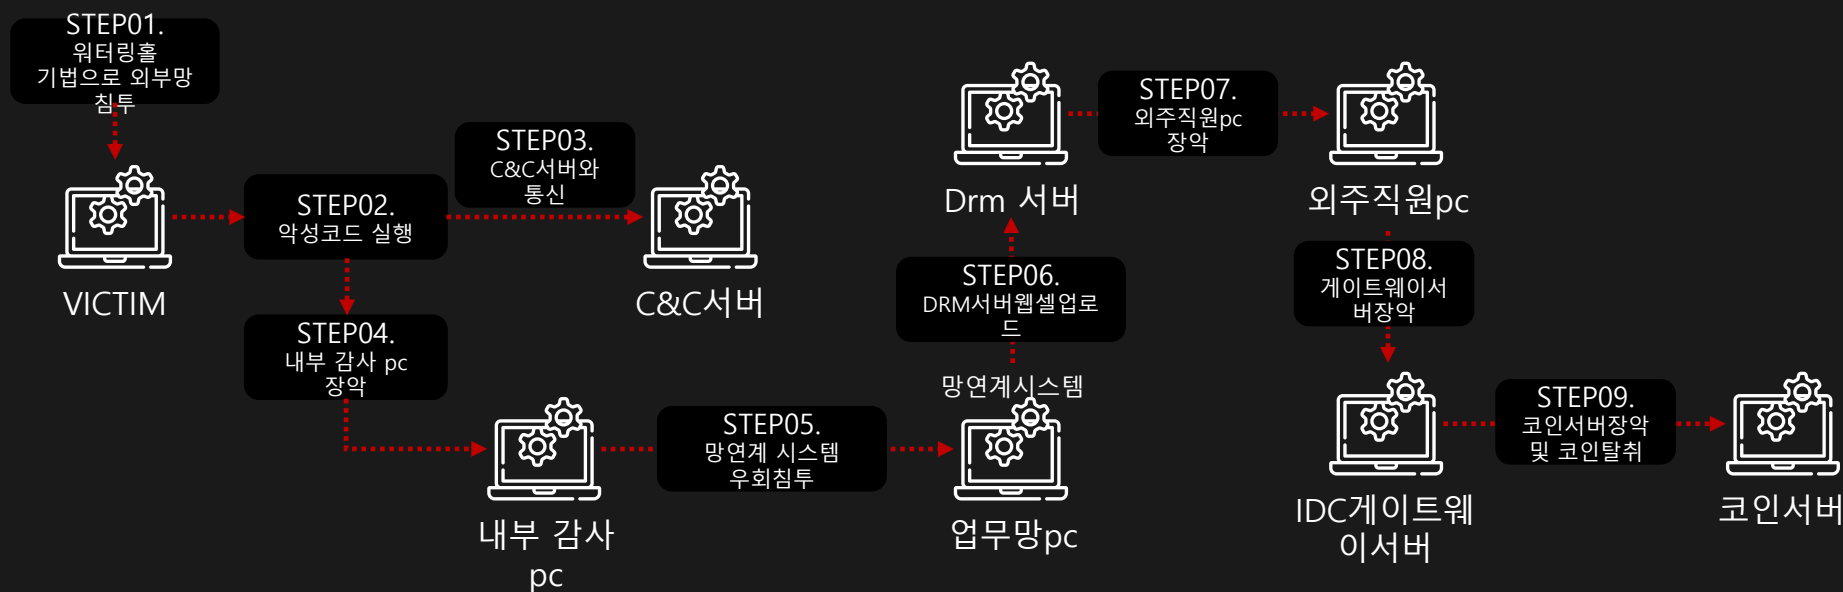 STEP01.
워터링홀
기법으로 외부망
침투
VICTIM
STEP02.
악성코드 실행
STEP03.
C&C서버와
통신
C&C서버
STEP04.
내부 감사 pc
장악
내부 감사
pc
STEP05.
망연계 시스템
우회침투
망연계시스템
업무망pc
STEP06.
DRM서버웹셀업로
드
Drm 서버
STEP07.
외주직원pc
장악
외주직원pc
STEP08.
게이트웨이서
버장악
IDC게이트웨
이서버
STEP09.
코인서버장악
및 코인탈취
코인서버